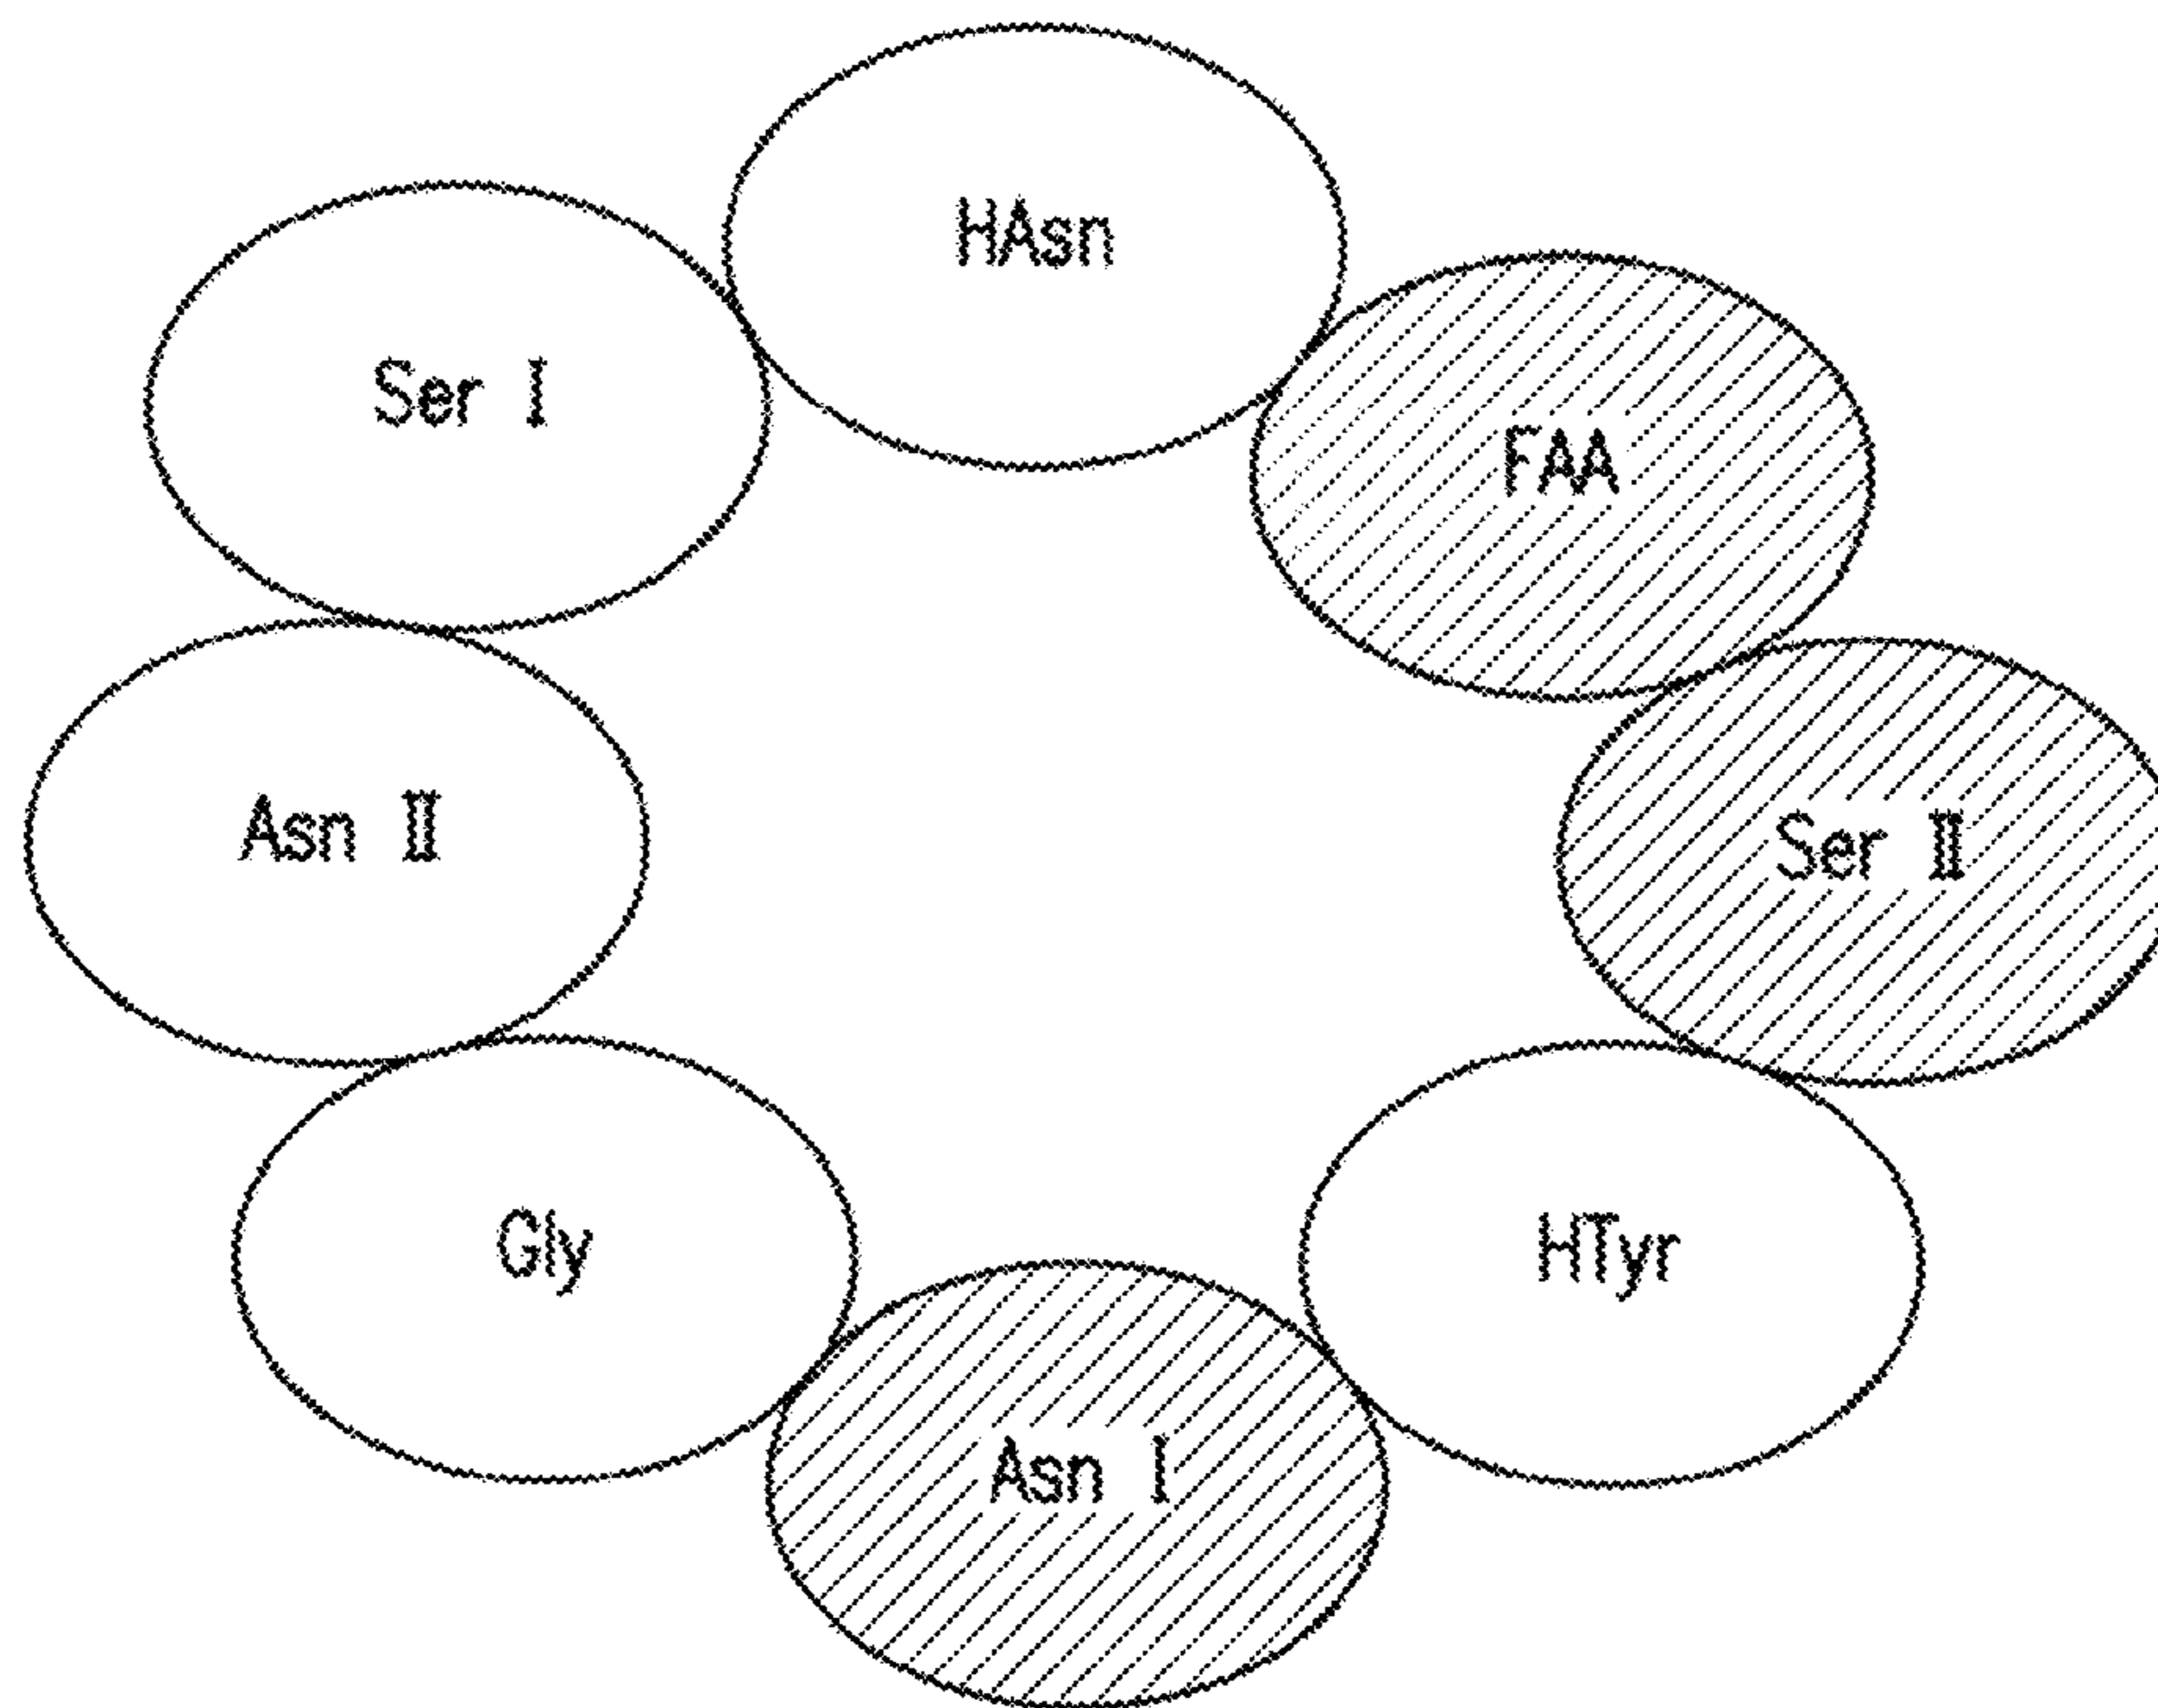 HAsn
Ser I
FAA
Asn II
Ser II
Gly
HTyr
Asn I